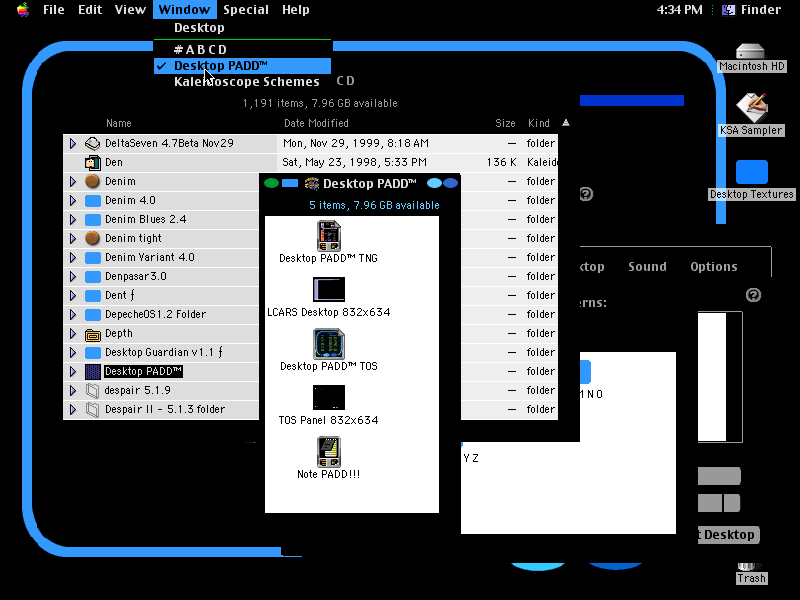 File Edit View Window Special Help 4:34 PM Finder
Desktop
#ABCD
✓ Desktop PADD™
Kaleidoscope Schemes C D
1,191 items, 7.96 GB available
Name Date Modified Size Kind
DeltaSeven 4.7Beta Nov29 Mon, Nov 29, 1999, 8:18 AM — folder
Den Sat, May 23, 1998, 5:33 PM 136 K Kaleid
Denim — folder
Denim 4.0 — folder
Denim Blues 2.4 — folder
Denim tight — folder
Denim Variant 4.0 — folder
Denpasar3.0 — folder
Dent ƒ — folder
DepecheOS1.2 Folder — folder
Depth — folder
Desktop Guardian v1.1 ƒ — folder
Desktop PADD™ — folder
despair 5.1.9 — folder
Despair II - 5.1.3 folder — folder
Desktop PADD™
5 items, 7.96 GB available
Desktop PADD™ TNG
LCARS Desktop 832x634
Desktop PADD™ TOS
TOS Panel 832x634
Note PADD!!!
ktop Sound Options
erns:
N O
Y Z
t Desktop
Macintosh HD
KSA Sampler
Desktop Textures
Trash